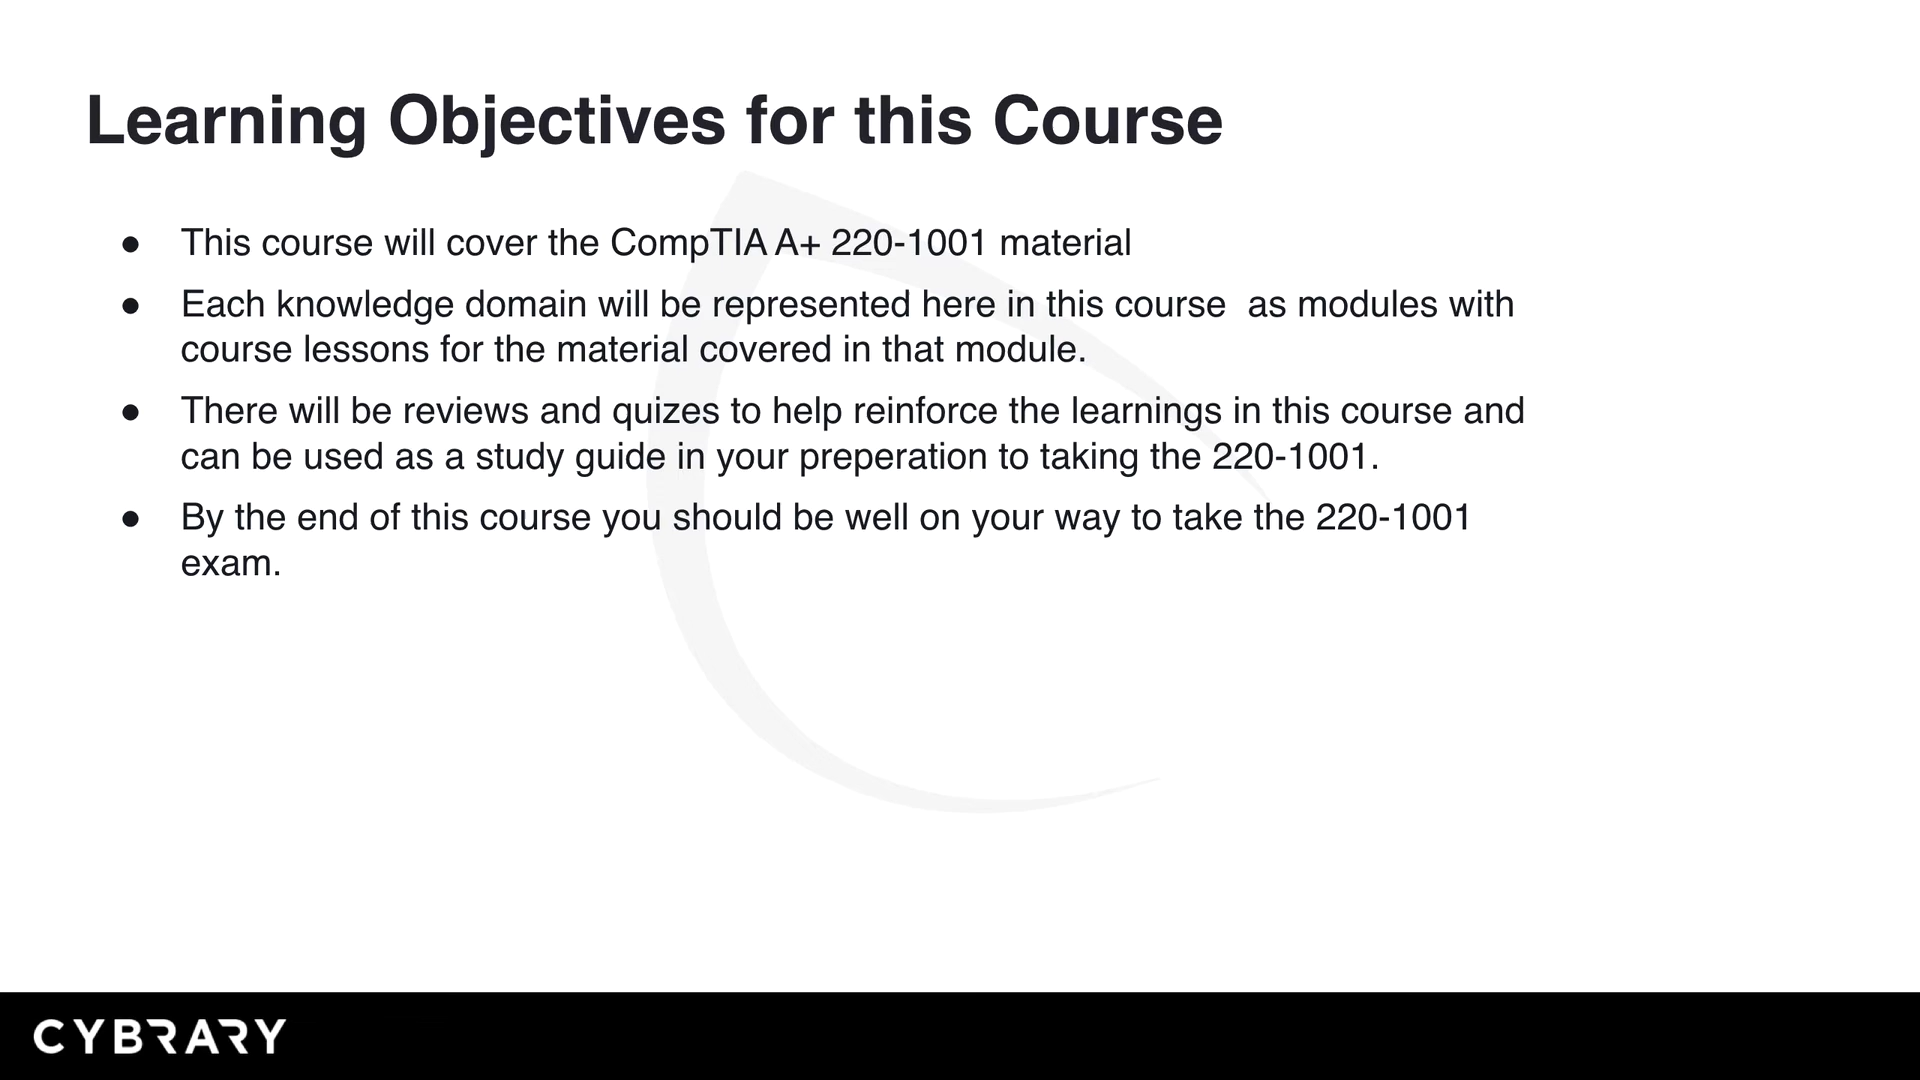 Learning Objectives for this Course
● This course will cover the CompTIA A+ 220-1001 material
● Each knowledge domain will be represented here in this course  as modules with
course lessons for the material covered in that module.
● There will be reviews and quizes to help reinforce the learnings in this course and
can be used as a study guide in your preperation to taking the 220-1001.
● By the end of this course you should be well on your way to take the 220-1001
exam.
CYBRARY